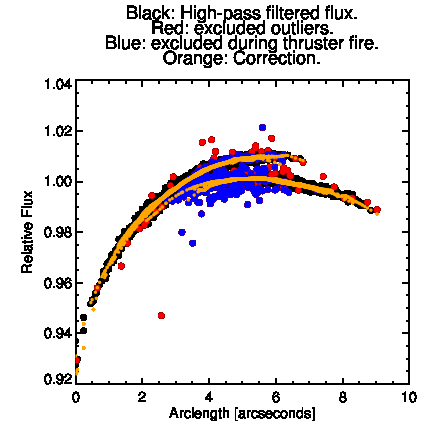 Black: High-pass filtered flux.
Red: excluded outliers.
Blue: excluded during thruster fire.
Orange: Correction.
1.04
1.02
1.00
0.98
0.96
0.94
0.92
Relative Flux
0 2 4 6 8 10
Arclength [arcseconds]